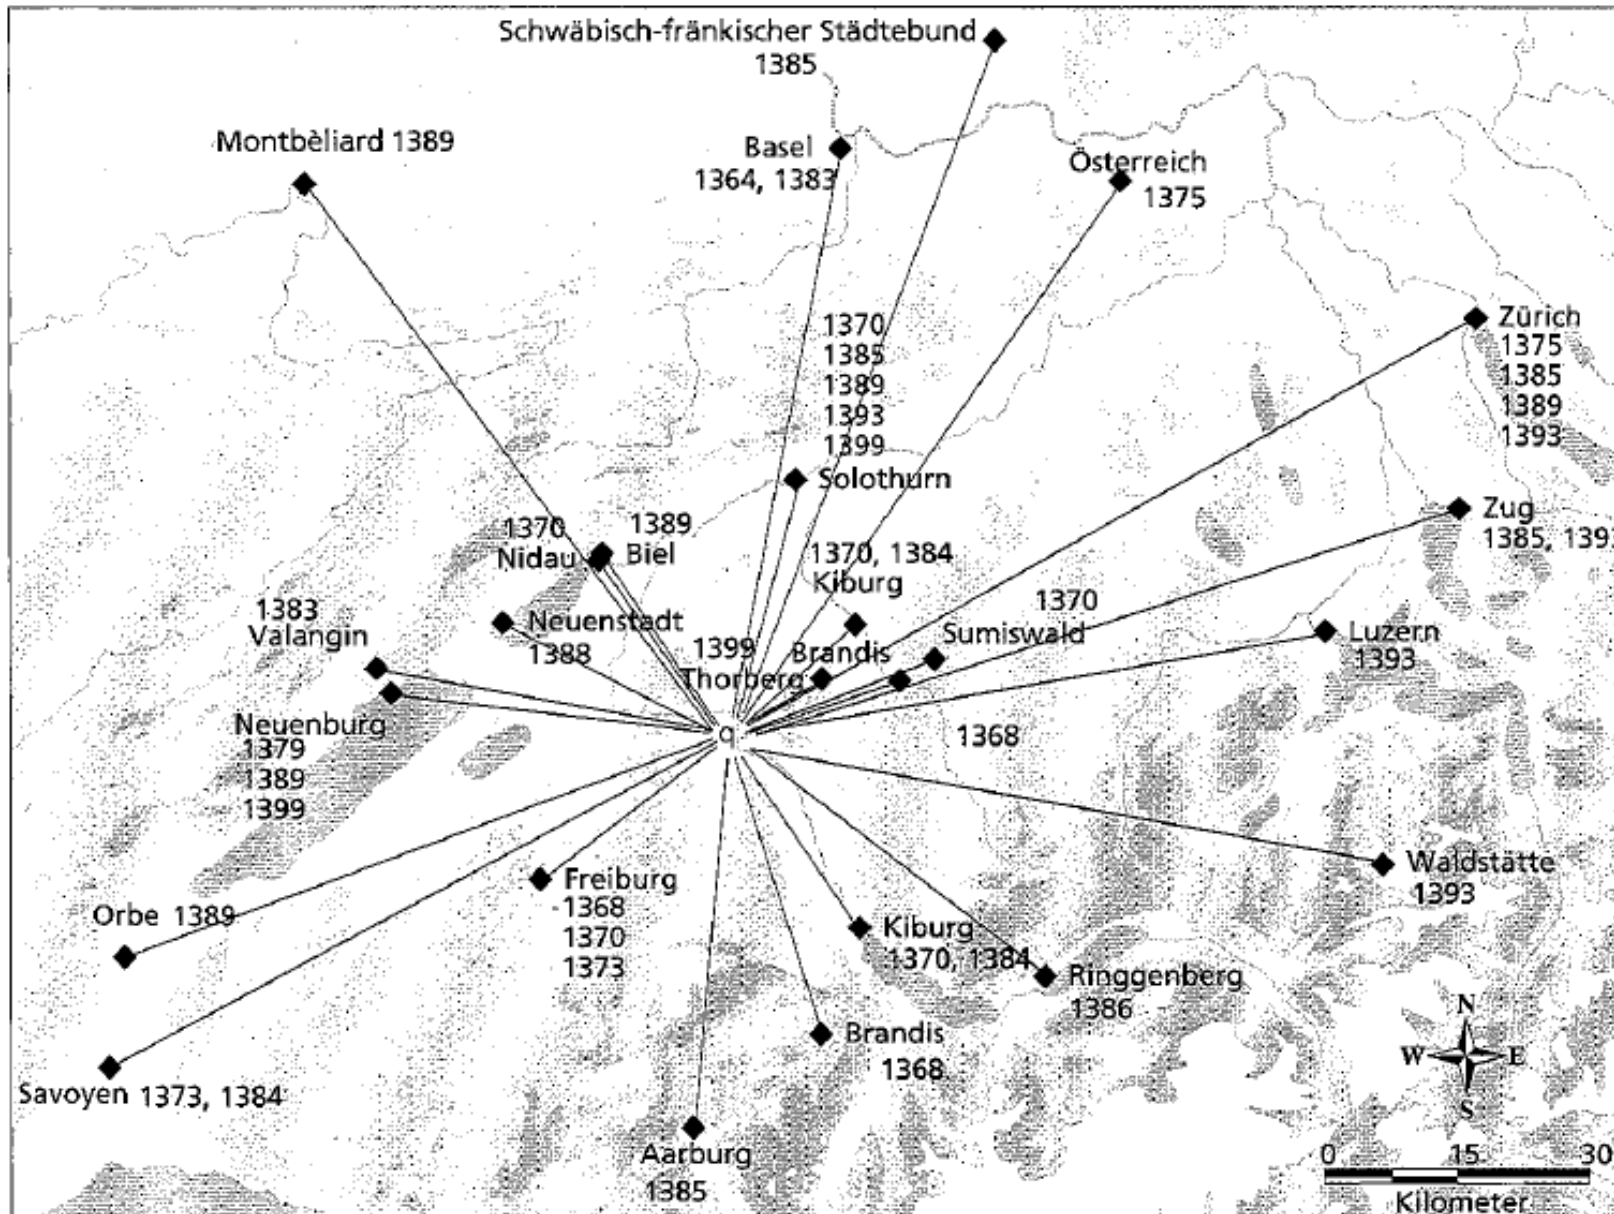 Schwäbisch-fränkischer Städtebund
1385
Montbèliard 1389
Basel
1364, 1383
Österreich
1375
1370
1385
1389
1393
1399
Solothurn
Zürich
1375
1385
1389
1393
Zug
1385, 1393
1370
Nidau
1389
Biel
1370, 1384
Kiburg
1370
Sumiswald
1383
Valangin
Neuenstadt
1388
1399
Thorberg
Brandis
Luzern
1393
Neuenburg
1379
1389
1399
q
1368
Orbe 1389
Freiburg
1368
1370
1373
Waldstätte
1393
Kiburg
1370, 1384
Ringgenberg
1386
Brandis
1368
Savoyen 1373, 1384
Aarburg
1385
N
W E
S
0 15 30
Kilometer